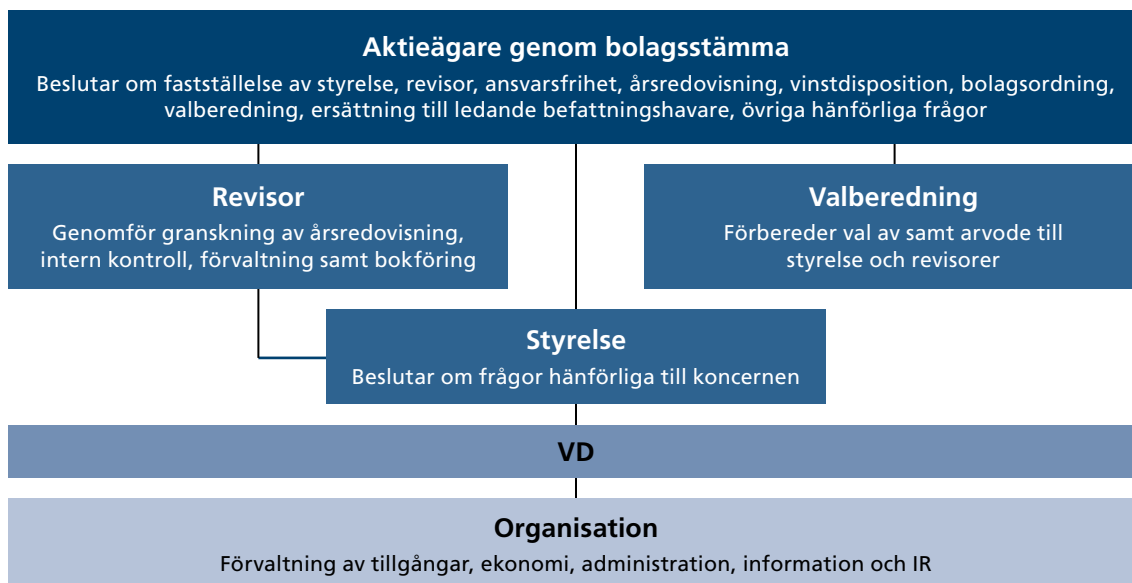 Aktieägare genom bolagsstämma
Beslutar om fastställelse av styrelse, revisor, ansvarsfrihet, årsredovisning, vinstdisposition, bolagsordning,
valberedning, ersättning till ledande befattningshavare, övriga hänförliga frågor
Revisor
Genomför granskning av årsredovisning,
intern kontroll, förvaltning samt bokföring
Valberedning
Förbereder val av samt arvode till
styrelse och revisorer
Styrelse
Beslutar om frågor hänförliga till koncernen
VD
Organisation
Förvaltning av tillgångar, ekonomi, administration, information och IR